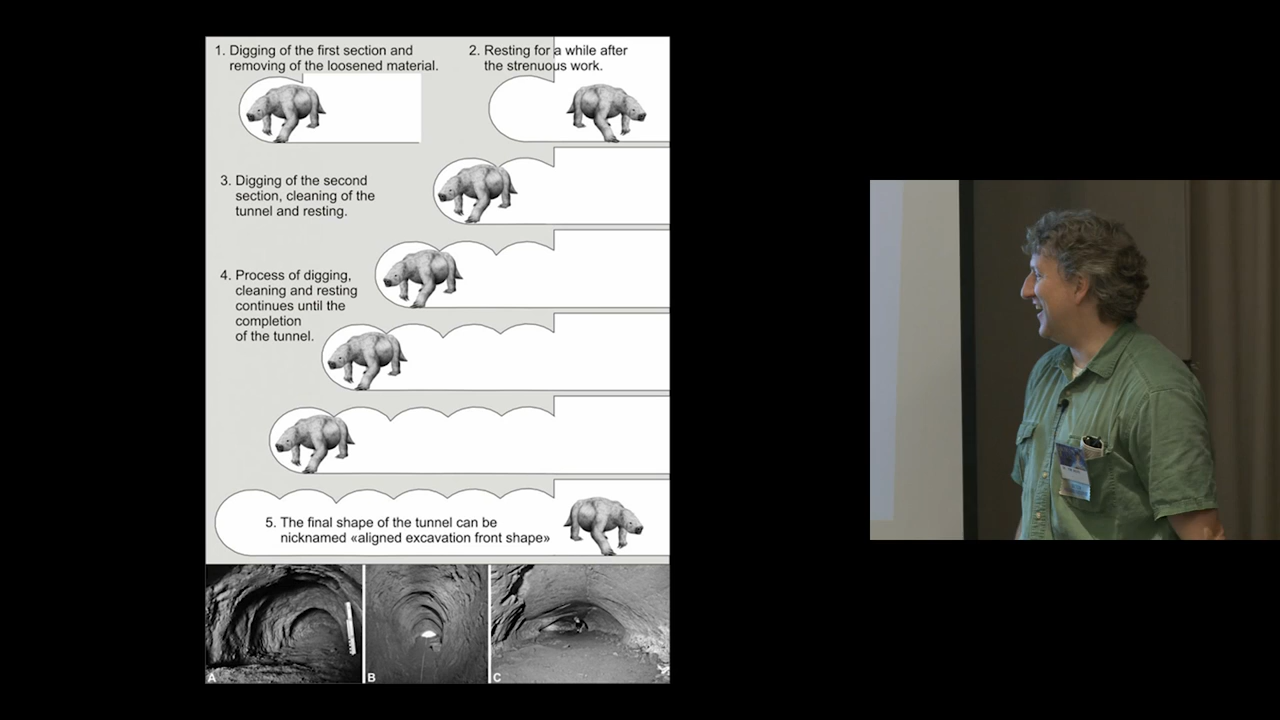 1. Digging of the first section and
removing of the loosened material.
2. Resting for a while after
the strenuous work.
3. Digging of the second
section, cleaning of the
tunnel and resting.
4. Process of digging,
cleaning and resting
continues until the
completion
of the tunnel.
5. The final shape of the tunnel can be
nicknamed «aligned excavation front shape»
A
B
C